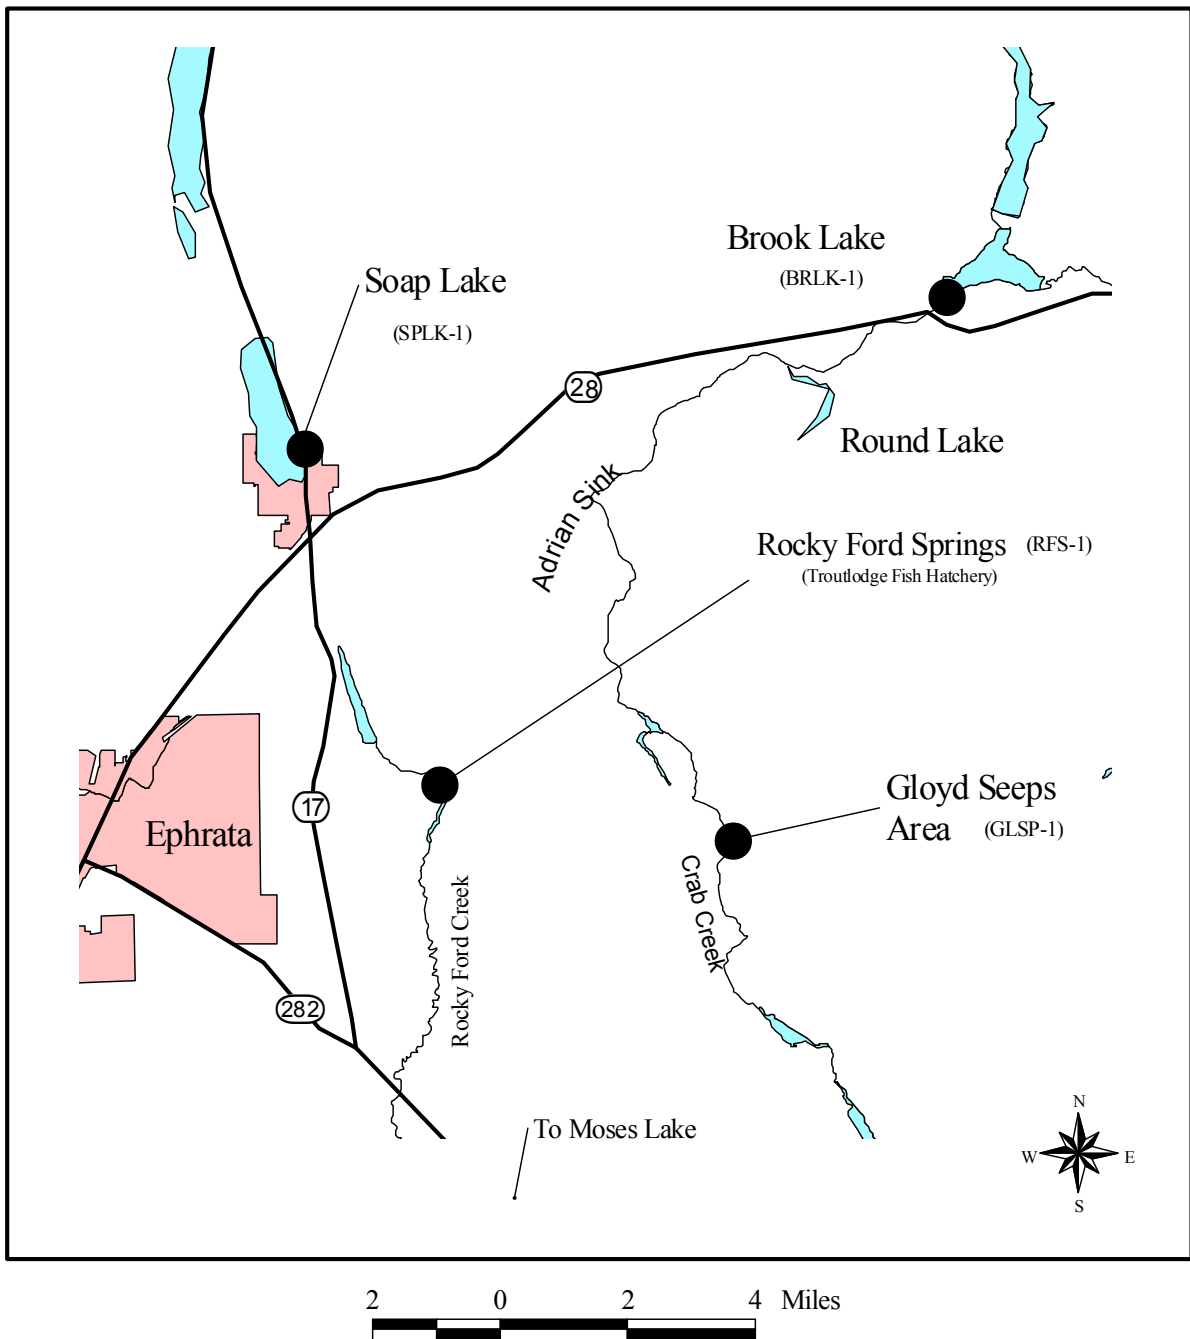 Brook Lake
(BRLK-1)
Soap Lake
(SPLK-1)
28
Round Lake
Adrian Sink
Rocky Ford Springs (RFS-1)
(Troutlodge Fish Hatchery)
Gloyd Seeps
Area (GLSP-1)
17
Ephrata
Crab Creek
Rocky Ford Creek
282
To Moses Lake
N
W E
S
2 0 2 4 Miles